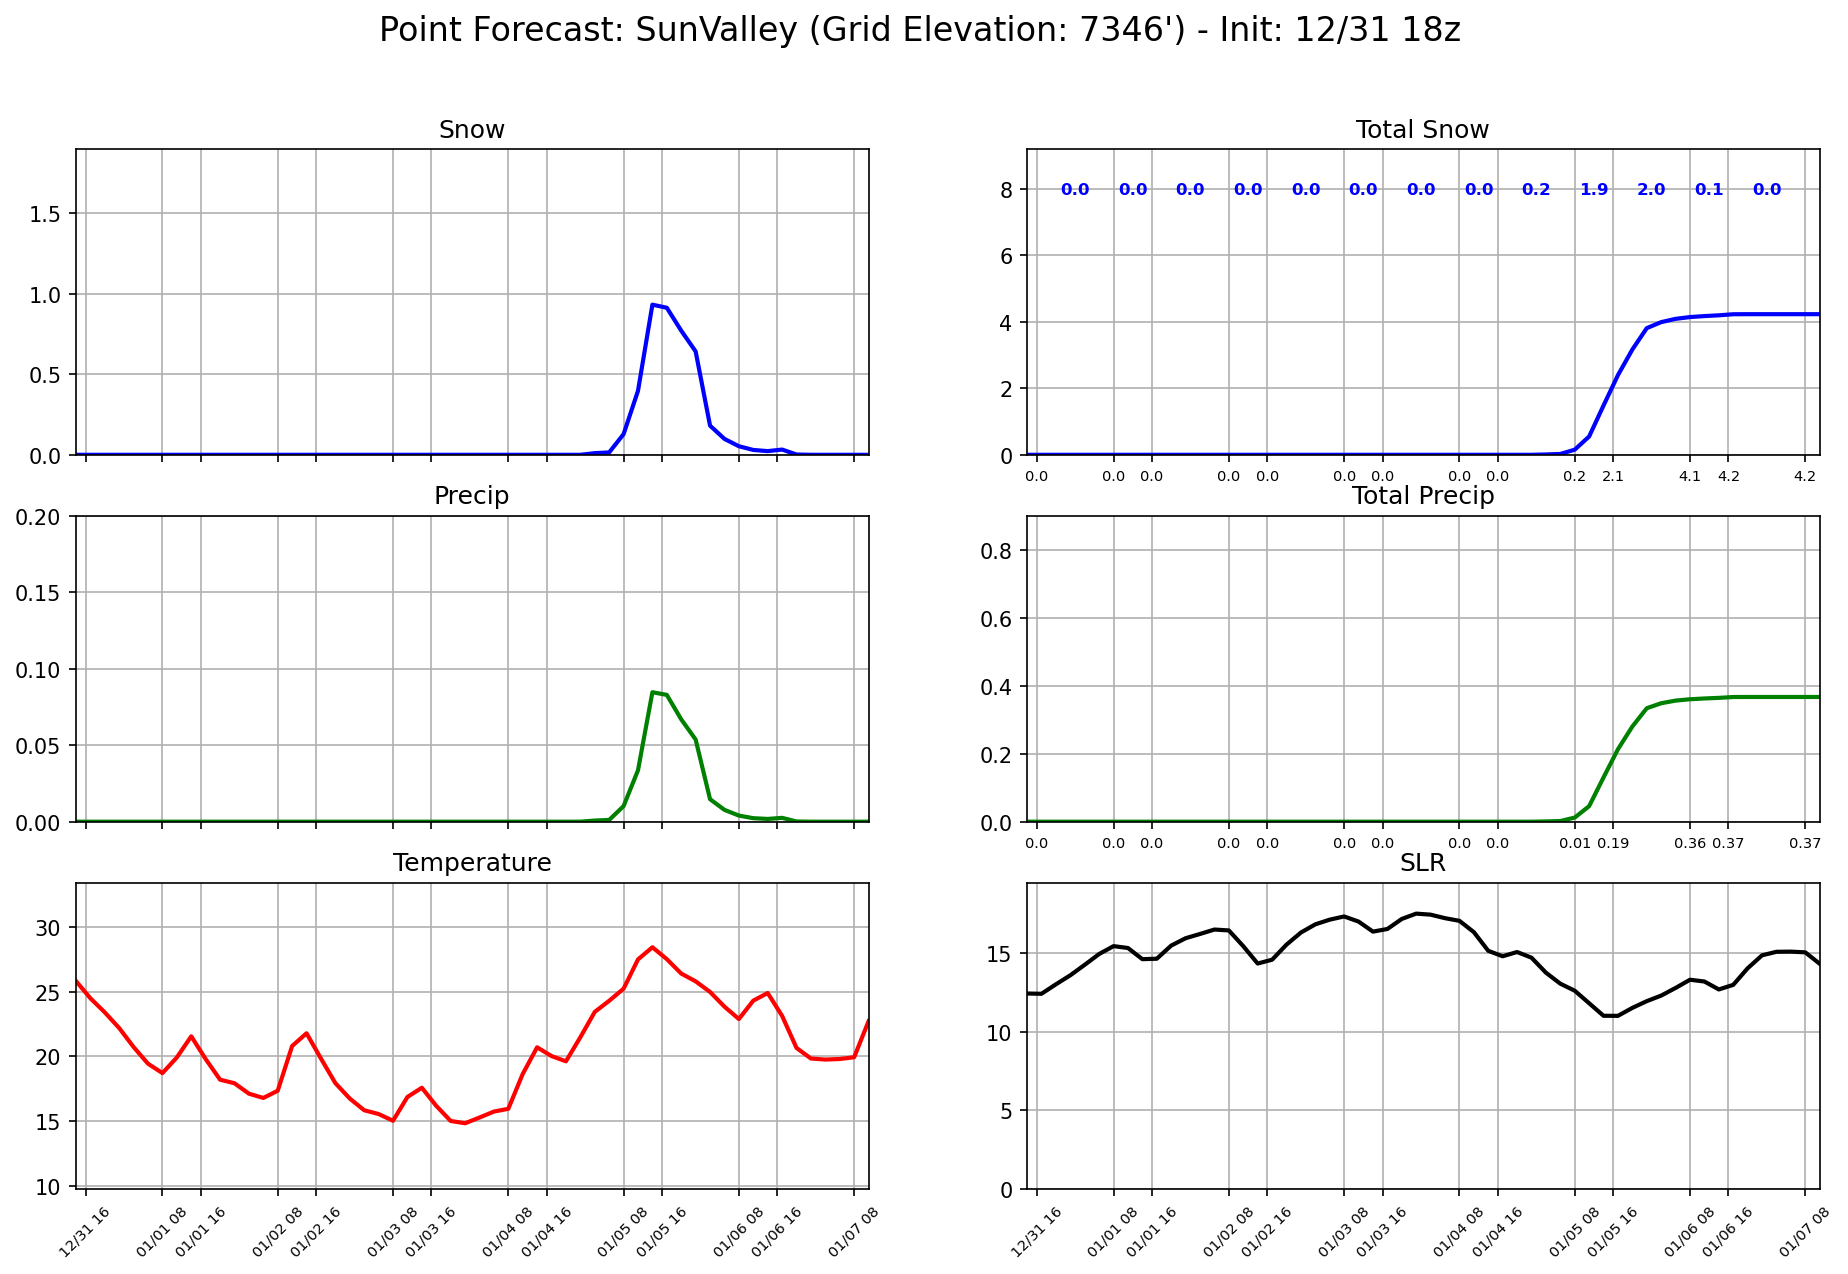 Point Forecast: SunValley (Grid Elevation: 7346') - Init: 12/31 18z
Snow
1.5
1.0
0.5
0.0
Total Snow
8
6
4
2
0
0.0 0.0 0.0 0.0 0.0 0.0 0.0 0.0 0.2 1.9 2.0 0.1 0.0
0.0 0.0 0.0 0.0 0.0 0.0 0.0 0.0 0.0 0.2 2.1 4.1 4.2 4.2
Precip
0.20
0.15
0.10
0.05
0.00
Total Precip
0.8
0.6
0.4
0.2
0.0
0.0 0.0 0.0 0.0 0.0 0.0 0.0 0.0 0.0 0.01 0.19 0.36 0.37 0.37
Temperature
30
25
20
15
10
12/31 16 01/01 08 01/01 16 01/02 08 01/02 16 01/03 08 01/03 16 01/04 08 01/04 16 01/05 08 01/05 16 01/06 08 01/06 16 01/07 08
SLR
15
10
5
0
12/31 16 01/01 08 01/01 16 01/02 08 01/02 16 01/03 08 01/03 16 01/04 08 01/04 16 01/05 08 01/05 16 01/06 08 01/06 16 01/07 08